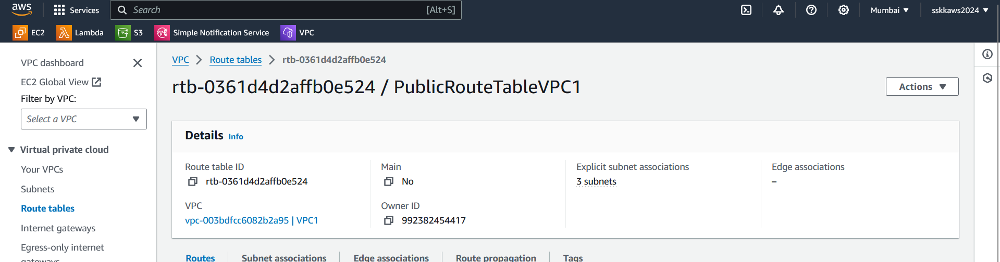 aws
Services
Search
[Alt+S]
Mumbai
sskkaws2024
EC2
Lambda
S3
Simple Notification Service
VPC
VPC dashboard
EC2 Global View
Filter by VPC:
Select a VPC
Virtual private cloud
Your VPCs
Subnets
Route tables
Internet gateways
Egress-only internet
gateways
VPC
Route tables
rtb-0361d4d2affb0e524
rtb-0361d4d2affb0e524 / PublicRouteTableVPC1
Actions
Details Info
Route table ID
rtb-0361d4d2affb0e524
Main
No
Explicit subnet associations
3 subnets
Edge associations
–
VPC
vpc-003bdfcc6082b2a95 | VPC1
Owner ID
992382454417
Routes
Subnet associations
Edge associations
Route propagation
Tags